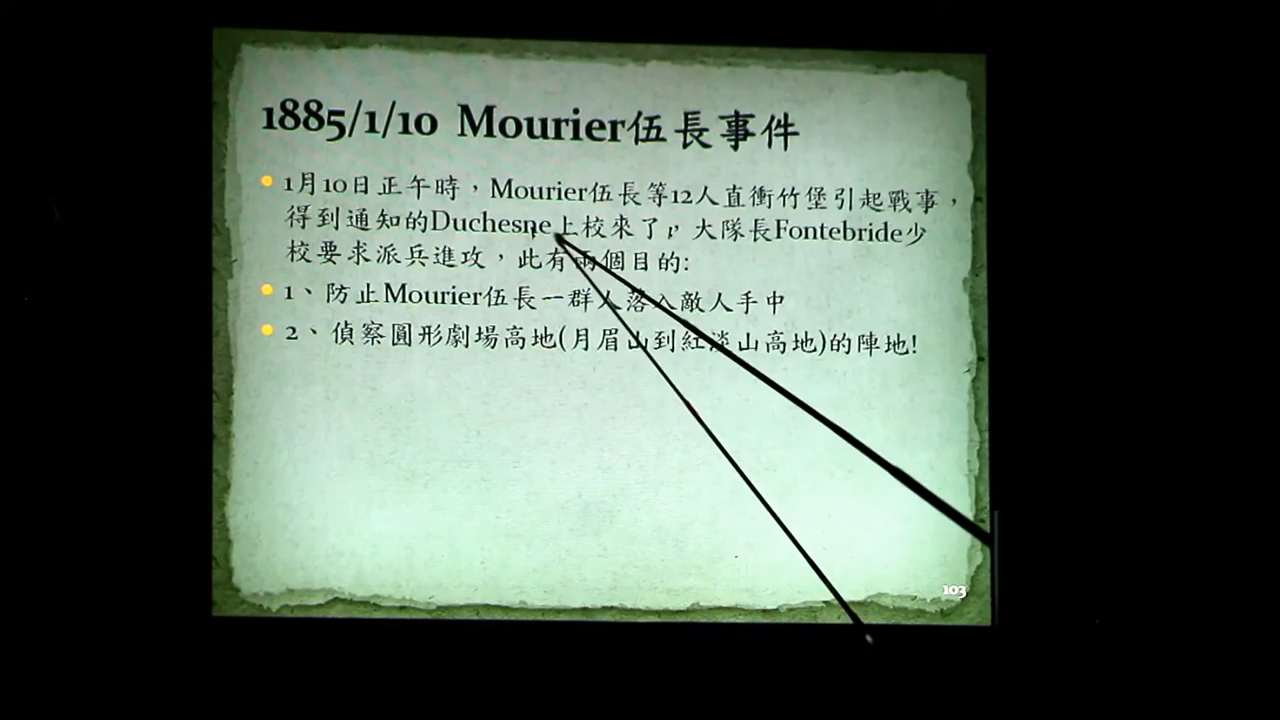 1885/1/10 Mourier伍長事件
1月10日正午時，Mourier伍長等12人直衝竹堡引起戰事，
得到通知的Duchesne上校來了，大隊長Fontebride少
校要求派兵進攻，此有兩個目的:
1、防止Mourier伍長一群人落入敵人手中
2、偵察圓形劇場高地(月眉山到紅淡山高地)的陣地!
103